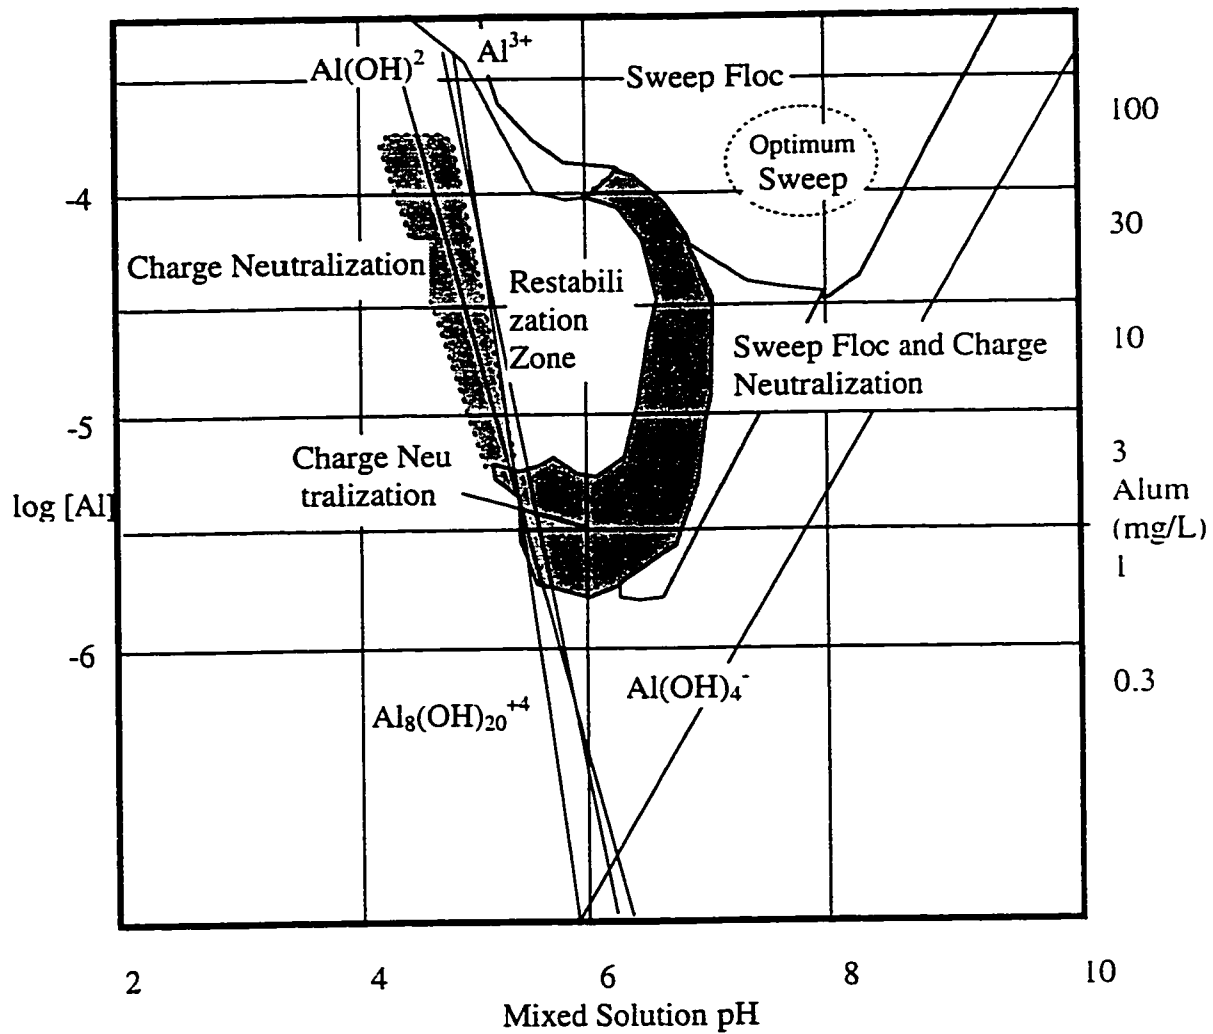 Al³⁺
Al(OH)²
Sweep Floc
100
Optimum
Sweep
-4
30
Charge Neutralization
Restabili
zation
Zone
10
Sweep Floc and Charge
Neutralization
-5
3
Charge Neu
tralization
Alum
(mg/L)
log [Al]
1
-6
0.3
Al(OH)₄⁻
Al₈(OH)₂₀⁺⁴
2
4
6
8
10
Mixed Solution pH